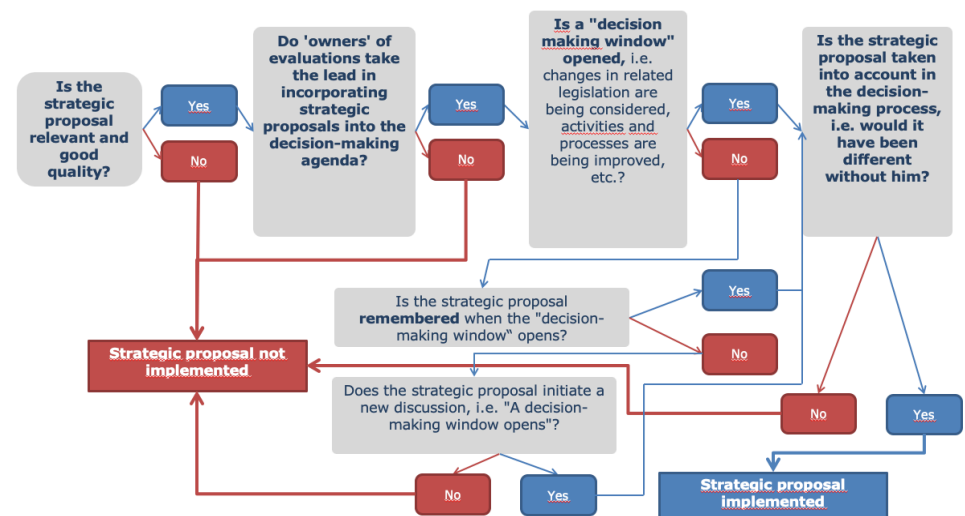 Is the
strategic
proposal
relevant and
good
quality?
Yes
No
Do 'owners' of
evaluations take
the lead in
incorporating
strategic
proposals into the
decision-making
agenda?
Yes
No
Is a "decision
making window"
opened, i.e.
changes in related
legislation are
being considered,
activities and
processes are
being improved,
etc.?
Yes
No
Is the strategic
proposal taken
into account in
the decision-
making process,
i.e. would it
have been
different
without him?
Is the strategic proposal
remembered when the "decision-
making window“ opens?
Yes
No
Strategic proposal not
implemented
Does the strategic proposal initiate a
new discussion, i.e. "A decision-
making window opens"?
No
Yes
No
Yes
Strategic proposal
implemented